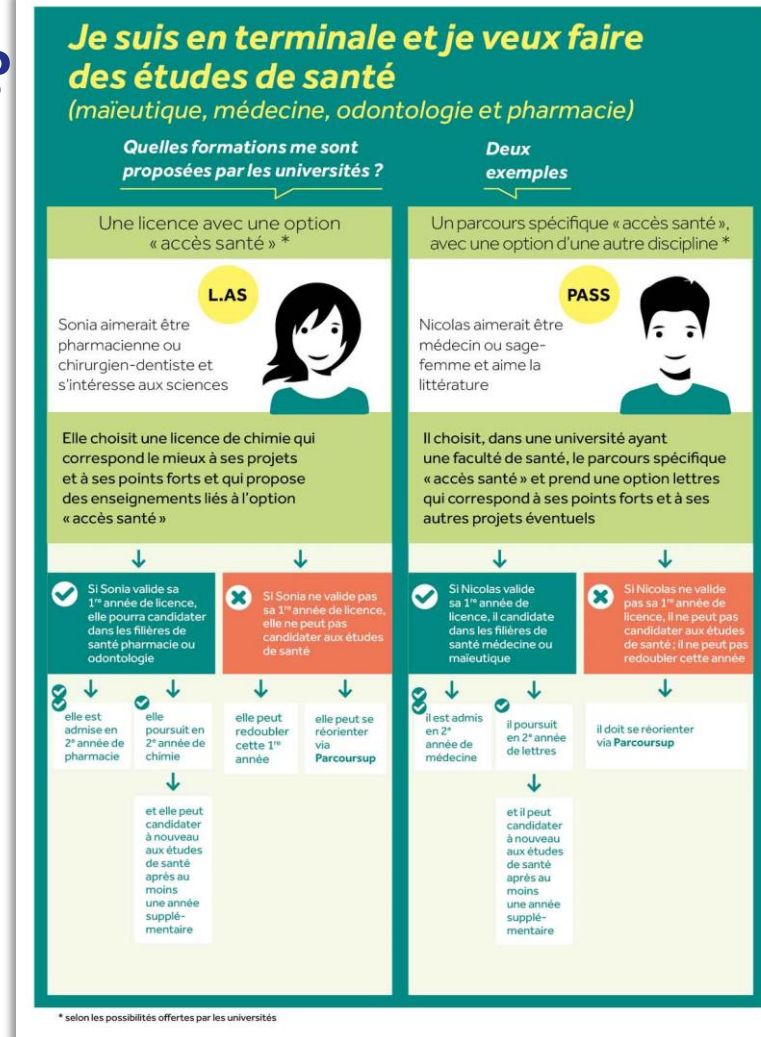 ?
Je suis en terminale et je veux faire
des études de santé
(maïeutique, médecine, odontologie et pharmacie)
Quelles formations me sont
proposées par les universités ?
Deux
exemples
Une licence avec une option
« accès santé » *
L.AS
Sonia aimerait être
pharmacienne ou
chirurgien-dentiste et
s'intéresse aux sciences
Elle choisit une licence de chimie qui
correspond le mieux à ses projets
et à ses points forts et qui propose
des enseignements liés à l'option
« accès santé »
Si Sonia valide sa
1re année de licence,
elle pourra candidater
dans les filières de
santé pharmacie ou
odontologie
Si Sonia ne valide pas
sa 1re année de licence,
elle ne peut pas
candidater aux études
de santé
elle est
admise en
2e année de
pharmacie
elle
poursuit en
2e année de
chimie
elle peut
redoubler
cette 1re
année
elle peut se
réorienter
via
Parcoursup
et elle peut
candidater
à nouveau
aux études
de santé
après au
moins
une année
supplé-
mentaire
Un parcours spécifique « accès santé »,
avec une option d'une autre discipline *
PASS
Nicolas aimerait être
médecin ou sage-
femme et aime la
littérature
Il choisit, dans une université ayant
une faculté de santé, le parcours spécifique
« accès santé » et prend une option lettres
qui correspond à ses points forts et à ses
autres projets éventuels
Si Nicolas valide
sa 1re année de
licence, il candidate
dans les filières de
santé médecine ou
maïeutique
Si Nicolas ne valide
pas sa 1re année de
licence, il ne peut pas
candidater aux études
de santé ; il ne peut pas
redoubler cette année
il est admis
en 2e
année de
médecine
il poursuit
en 2e année
de lettres
il doit se réorienter
via Parcoursup
et il peut
candidater
à nouveau
aux études
de santé
après au
moins
une année
supplé-
mentaire
* selon les possibilités offertes par les universités